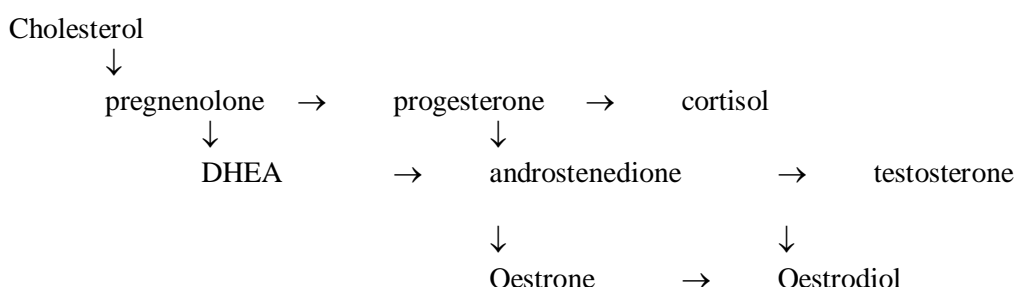 Cholesterol
↓
pregnenolone → progesterone → cortisol
↓ ↓
DHEA → androstenedione → testosterone
↓ ↓
Oestrone → Oestrodiol